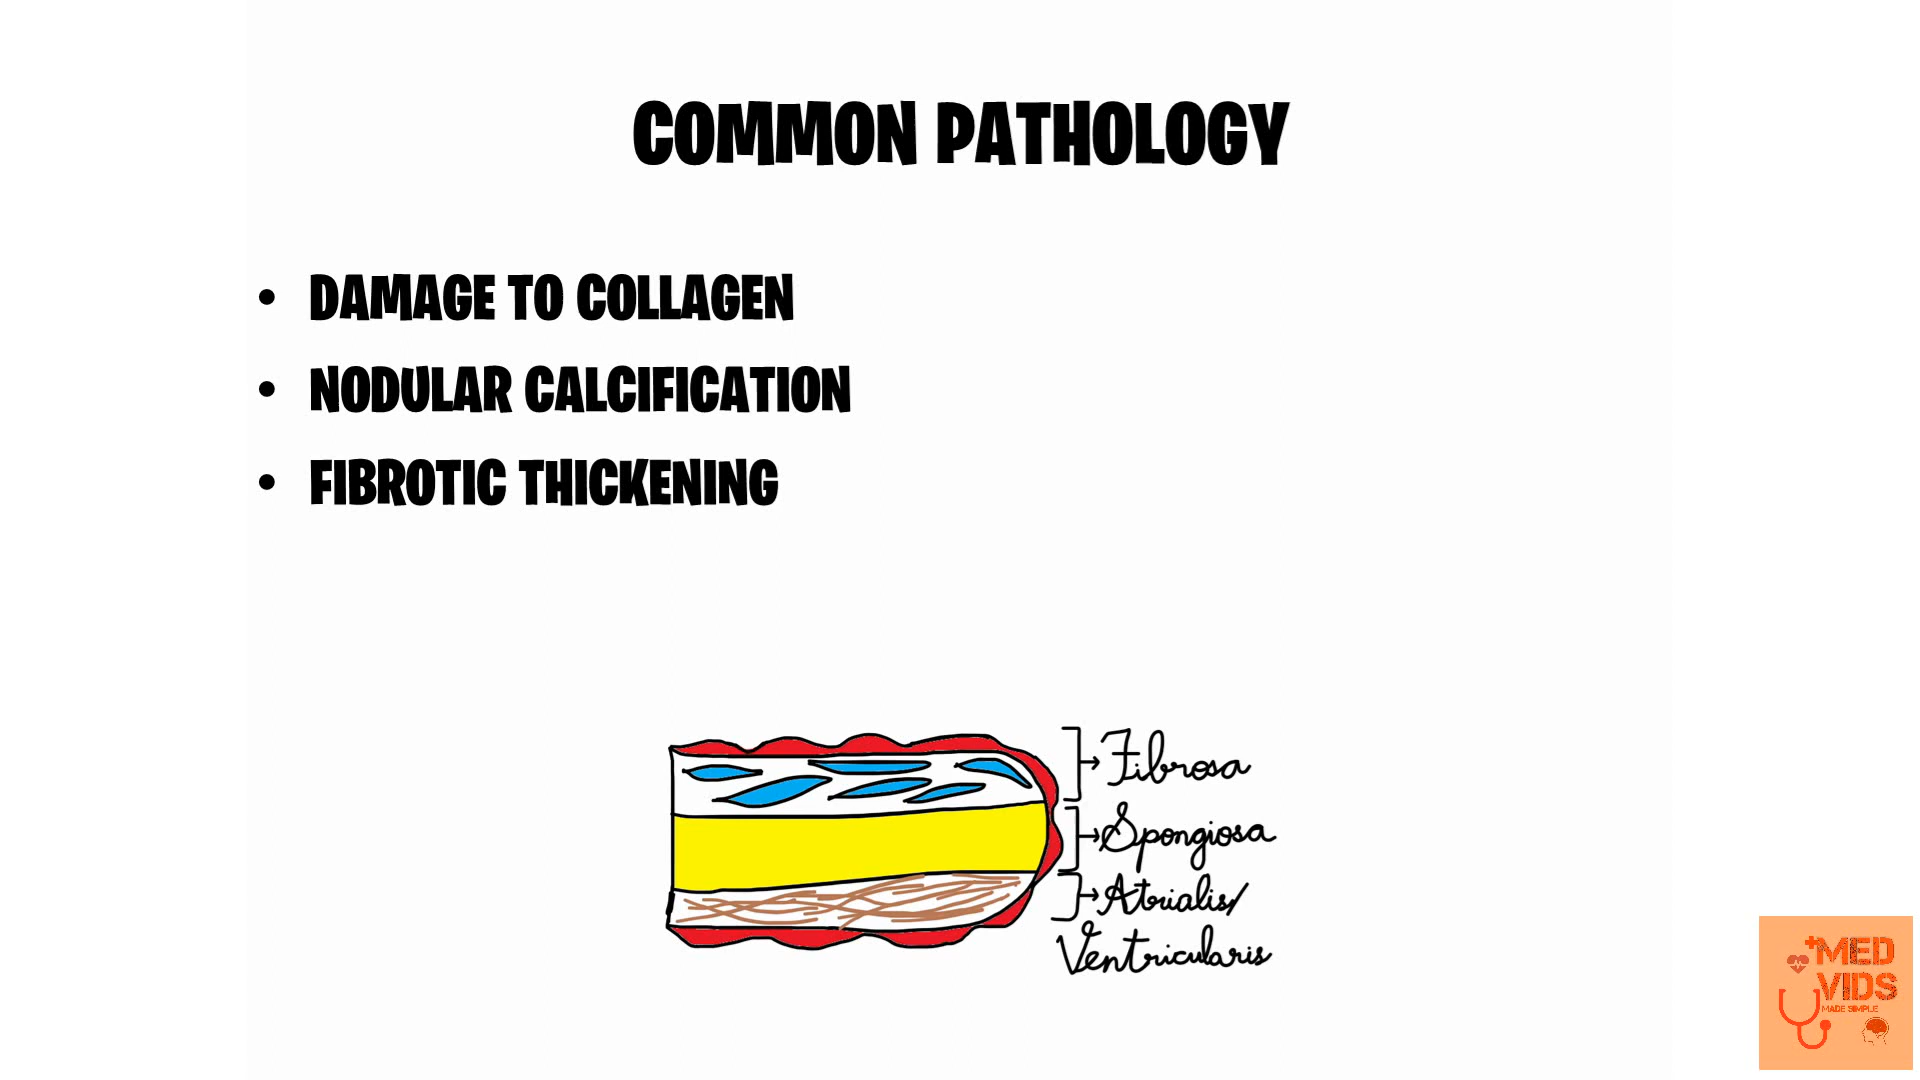 COMMON PATHOLOGY
• DAMAGE TO COLLAGEN
• NODULAR CALCIFICATION
• FIBROTIC THICKENING
Fibrosa
Spongiosa
Atrialis/
Ventricularis
MED
VIDS
MADE SIMPLE